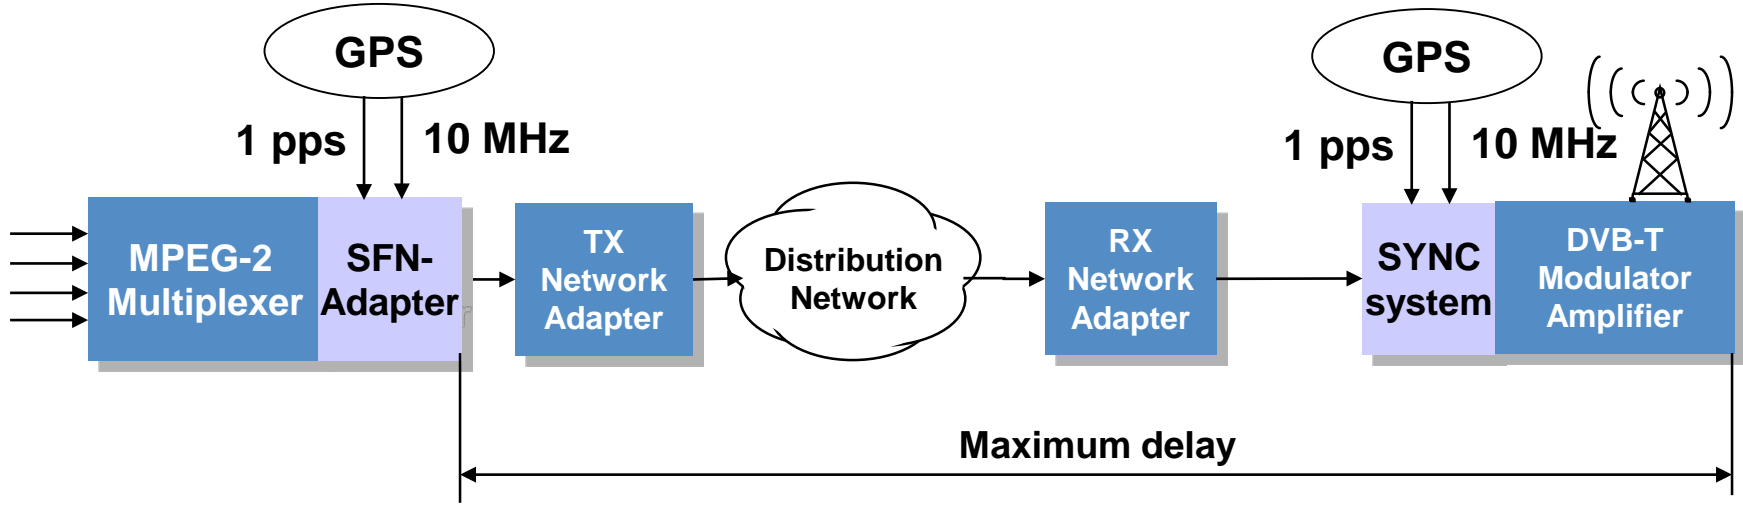 GPS
1 pps
10 MHz
MPEG-2
Multiplexer
SFN-
Adapter
TX
Network
Adapter
Distribution
Network
RX
Network
Adapter
GPS
1 pps
10 MHz
SYNC
system
DVB-T
Modulator
Amplifier
Maximum delay